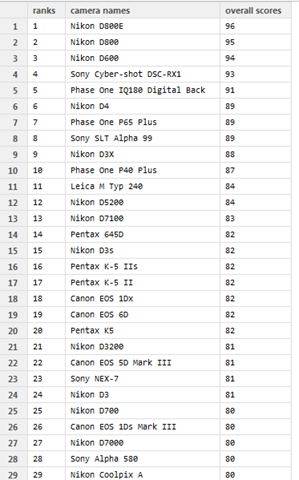 ranks camera names overall scores
1 1 Nikon D800E 96
2 2 Nikon D800 95
3 3 Nikon D600 94
4 4 Sony Cyber-shot DSC-RX1 93
5 5 Phase One IQ180 Digital Back 91
6 6 Nikon D4 89
7 7 Phase One P65 Plus 89
8 8 Sony SLT Alpha 99 89
9 9 Nikon D3X 88
10 10 Phase One P40 Plus 87
11 11 Leica M Typ 240 84
12 12 Nikon D5200 84
13 13 Nikon D7100 83
14 14 Pentax 645D 82
15 15 Nikon D3s 82
16 16 Pentax K-5 IIs 82
17 17 Pentax K-5 II 82
18 18 Canon EOS 1Dx 82
19 19 Canon EOS 6D 82
20 20 Pentax K5 82
21 21 Nikon D3200 81
22 22 Canon EOS 5D Mark III 81
23 23 Sony NEX-7 81
24 24 Nikon D3 81
25 25 Nikon D700 80
26 26 Canon EOS 1Ds Mark III 80
27 27 Nikon D7000 80
28 28 Sony Alpha 580 80
29 29 Nikon Coolpix A 80